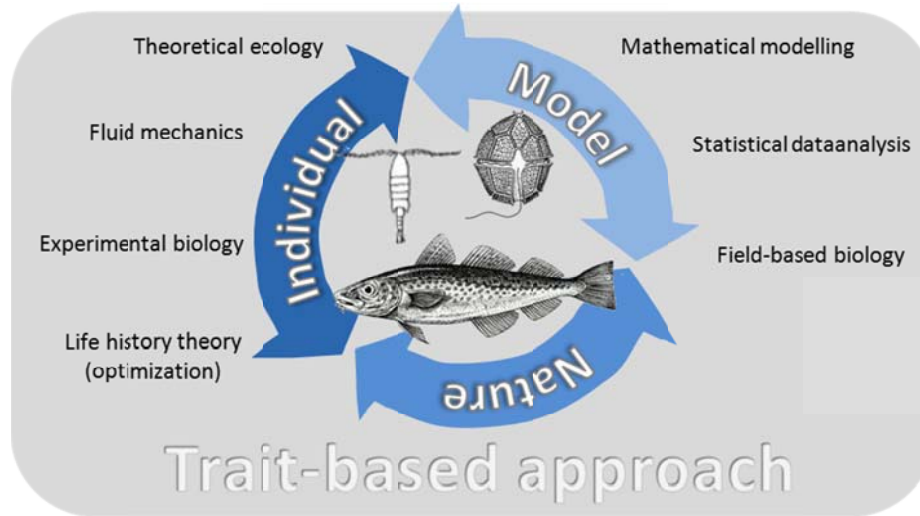 Theoretical ecology
Mathematical modelling
Fluid mechanics
Statistical dataanalysis
Experimental biology
Field-based biology
Life history theory
(optimization)
Individual
Model
Nature
Trait-based approach